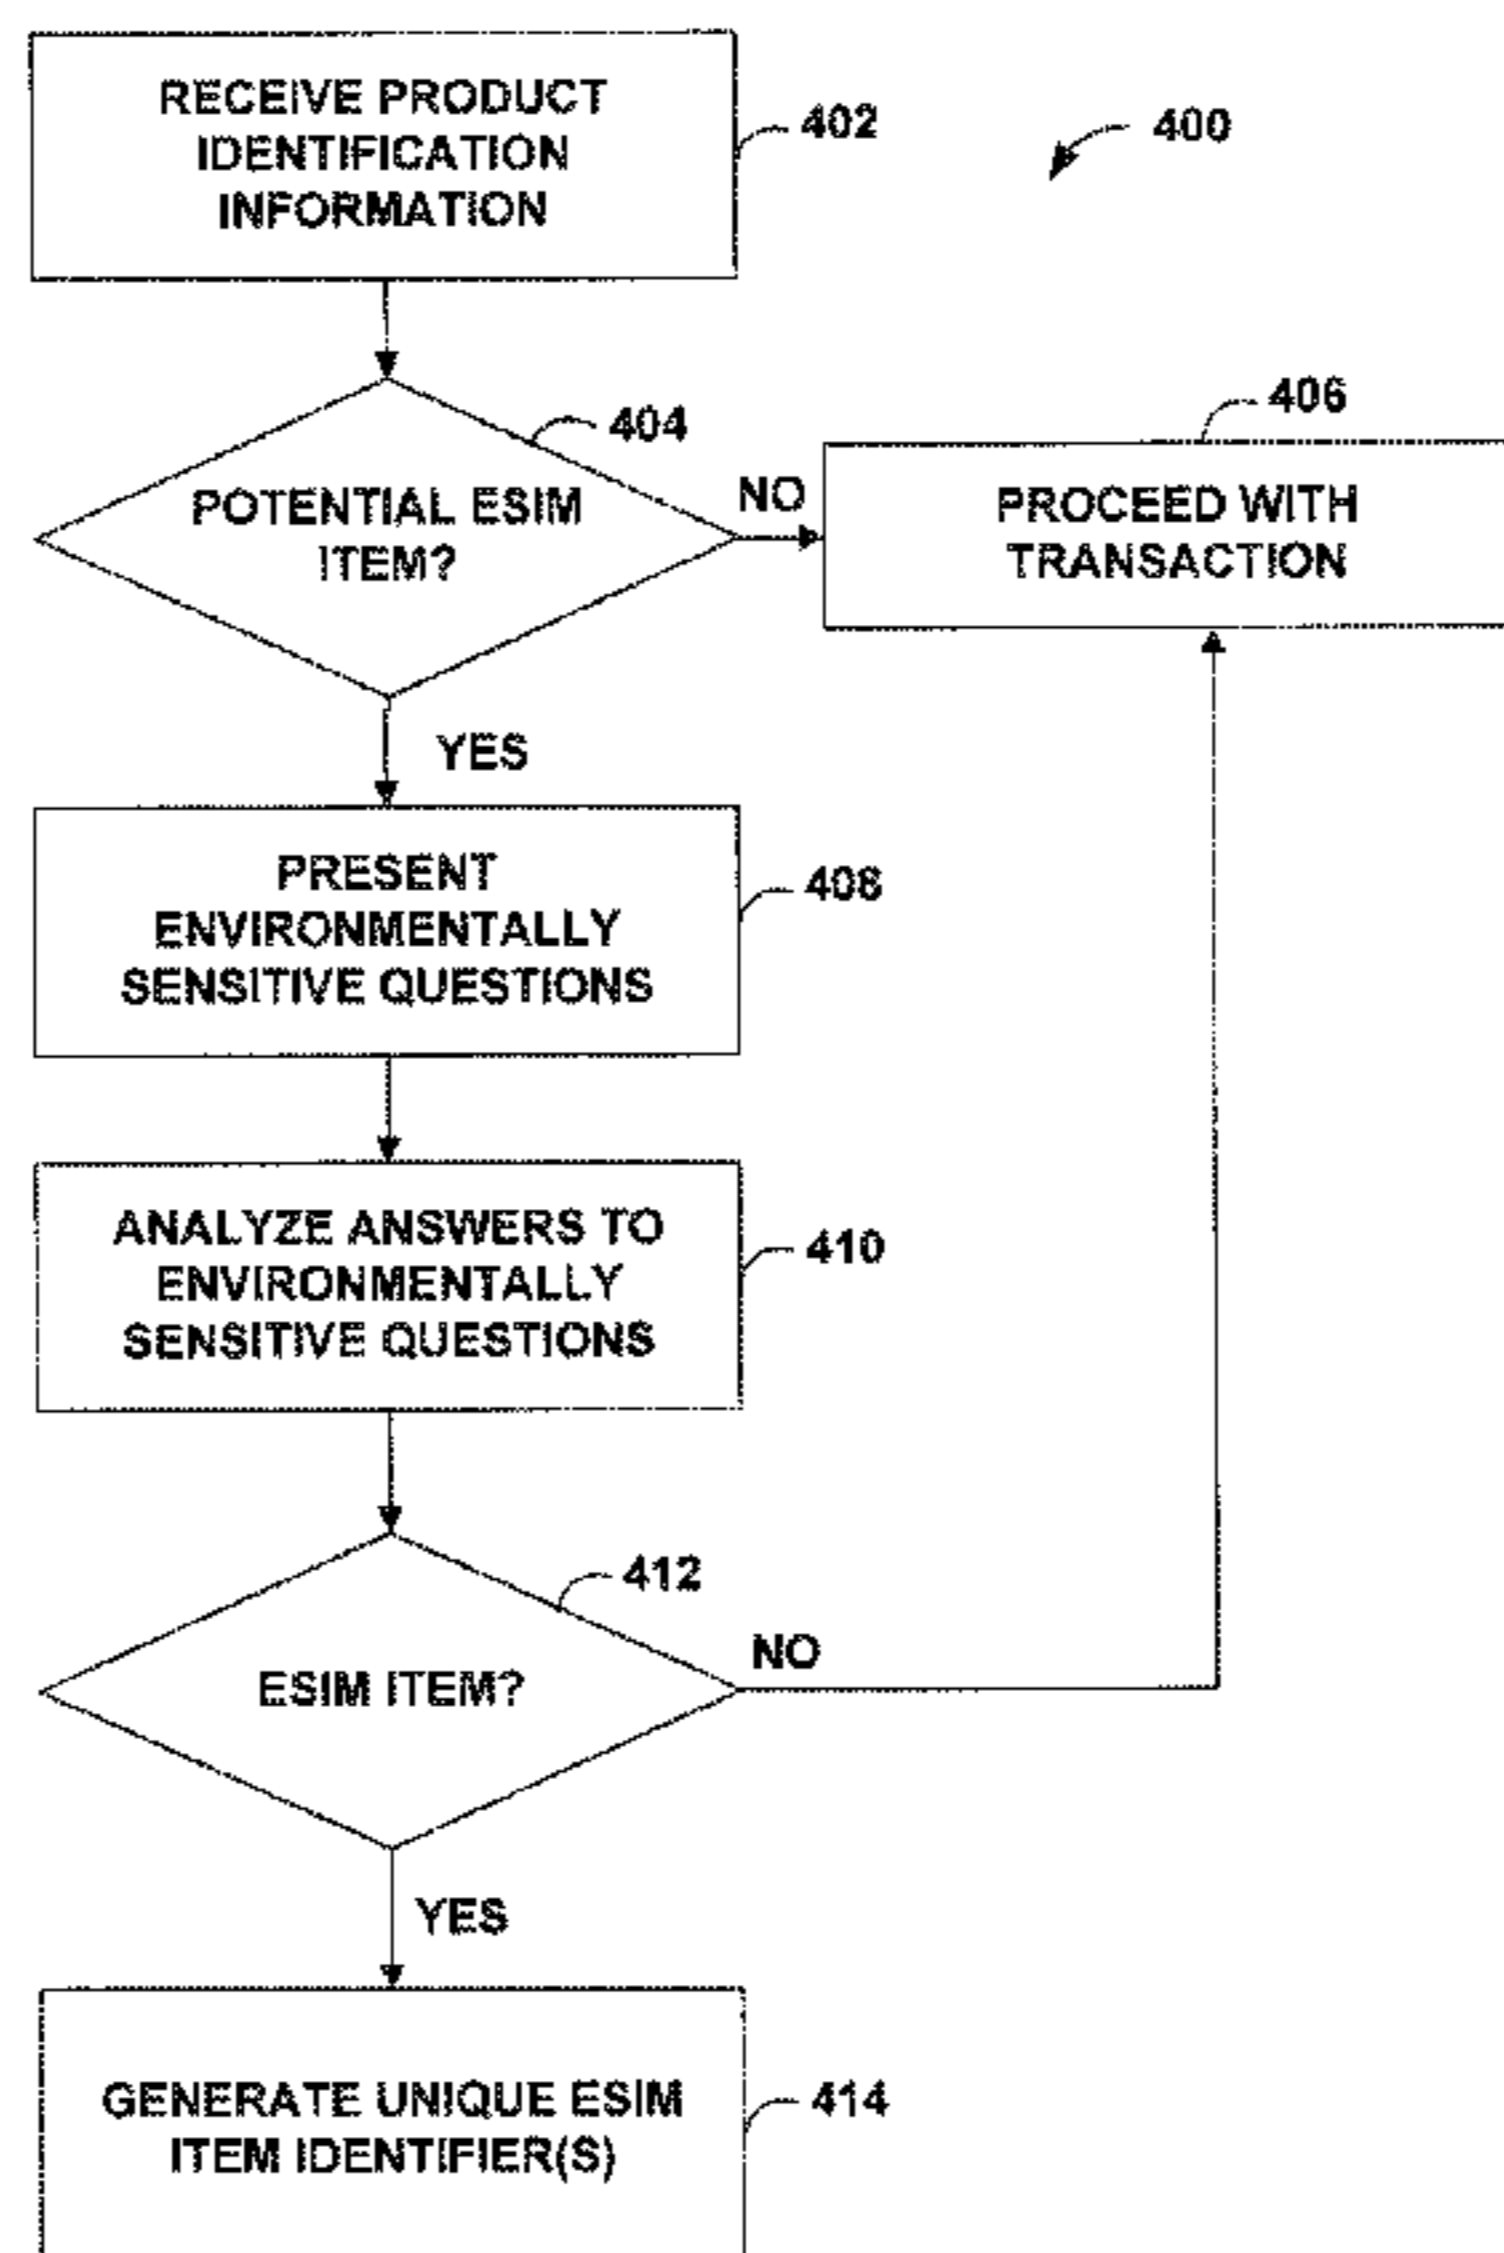 RECEIVE PRODUCT
IDENTIFICATION
INFORMATION
402
400
404
POTENTIAL ESIM
ITEM?
NO
406
PROCEED WITH
TRANSACTION
YES
PRESENT
ENVIRONMENTALLY
SENSITIVE QUESTIONS
408
ANALYZE ANSWERS TO
ENVIRONMENTALLY
SENSITIVE QUESTIONS
410
412
ESIM ITEM?
NO
YES
GENERATE UNIQUE ESIM
ITEM IDENTIFIER(S)
414